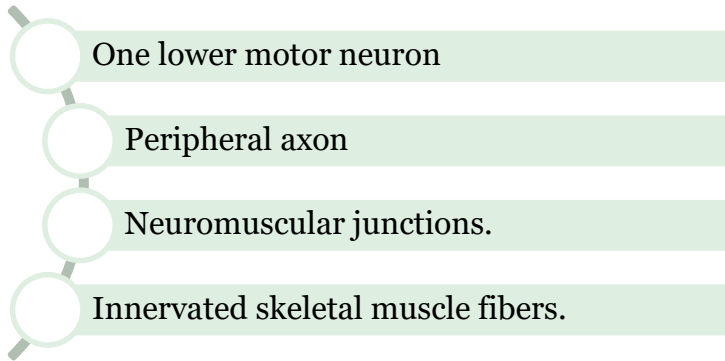 One lower motor neuron
Peripheral axon
Neuromuscular junctions.
Innervated skeletal muscle fibers.